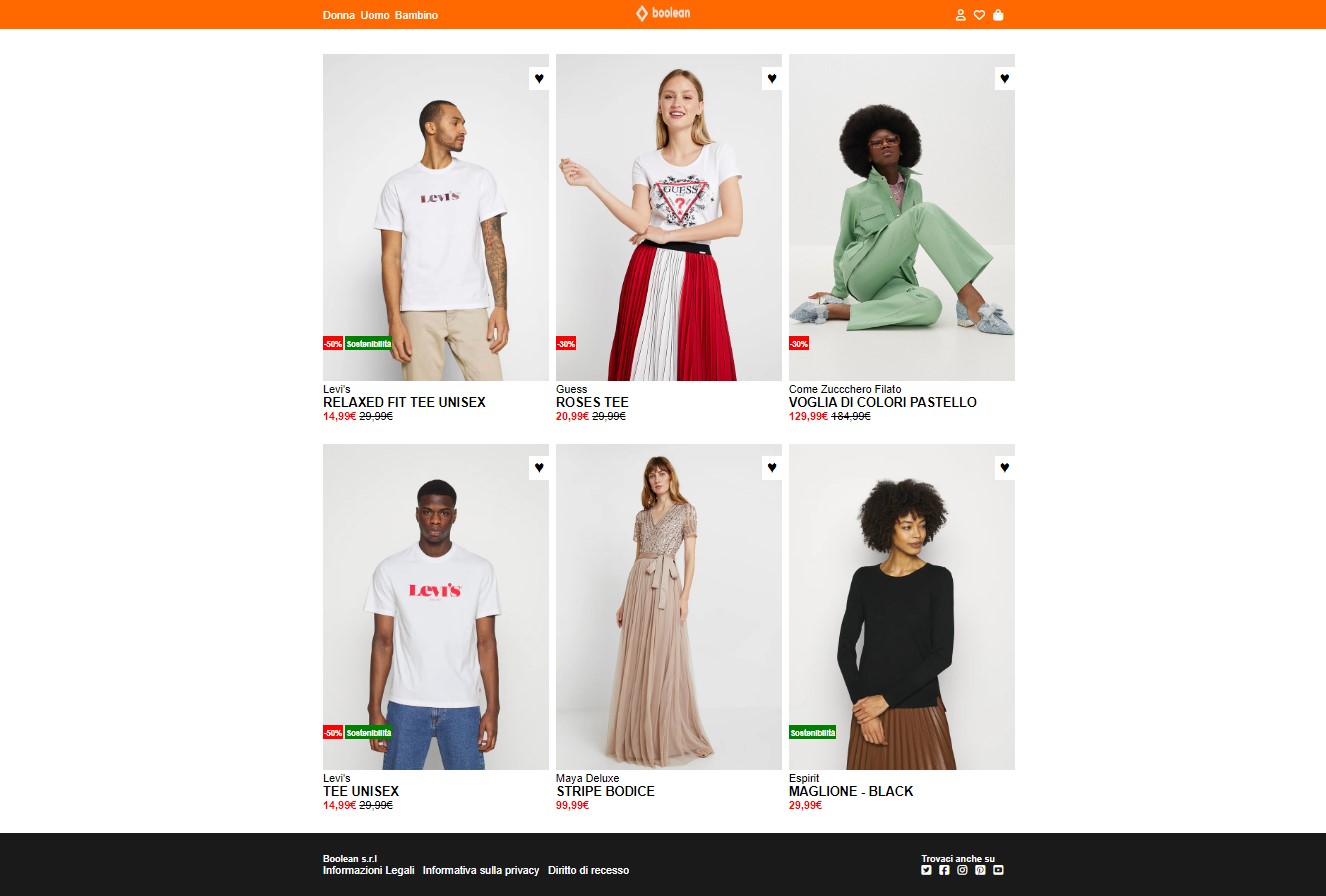 Donna Uomo Bambino
boolean
Levi's
GUESS
?
-50% Sostenibilità
-30%
-30%
Levi's
RELAXED FIT TEE UNISEX
14,99€ 29,99€
Guess
ROSES TEE
20,99€ 29,99€
Come Zuccchero Filato
VOGLIA DI COLORI PASTELLO
129,99€ 184,99€
Levi's
-50% Sostenibilità
Sostenibilità
Levi's
TEE UNISEX
14,99€ 29,99€
Maya Deluxe
STRIPE BODICE
99,99€
Espirit
MAGLIONE - BLACK
29,99€
Boolean s.r.l
Informazioni Legali Informativa sulla privacy Diritto di recesso
Trovaci anche su